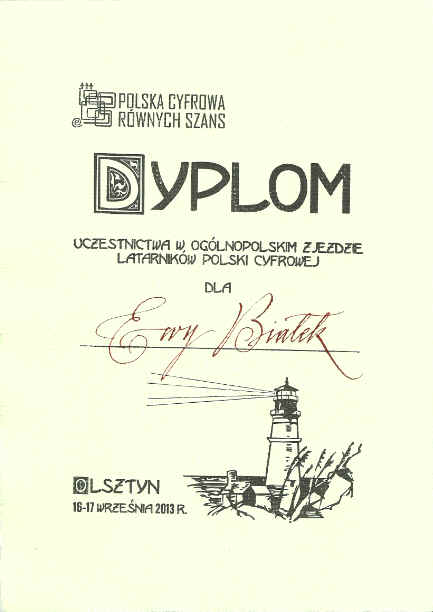 POLSKA CYFROWA
RÓWNYCH SZANS
DYPLOM
UCZESTNICTWA W OGÓLNOPOLSKIM ZJEŹDZIE
LATARNIKÓW POLSKI CYFROWEJ
DLA
Ewy Białek
OLSZTYN
16-17 WRZEŚNIA 2013 R.